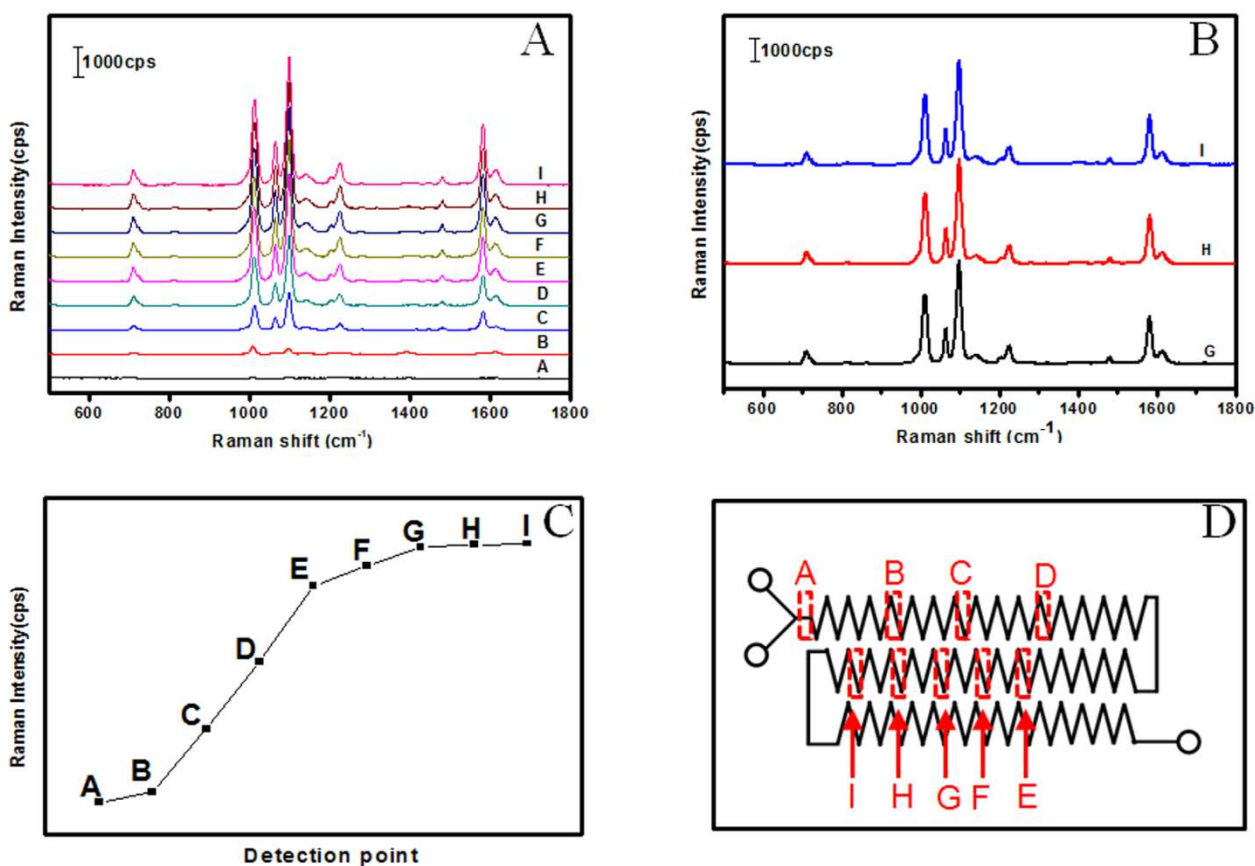 A
1000cps
Raman Intensity(cps)
I
H
G
F
E
D
C
B
A
600 800 1000 1200 1400 1600 1800
Raman shift (cm-1)
B
1000cps
Raman Intensity(cps)
I
H
G
600 800 1000 1200 1400 1600 1800
Raman shift (cm-1)
C
Raman Intensity(cps)
A B C D E F G H I
Detection point
D
A B C D
I H G F E